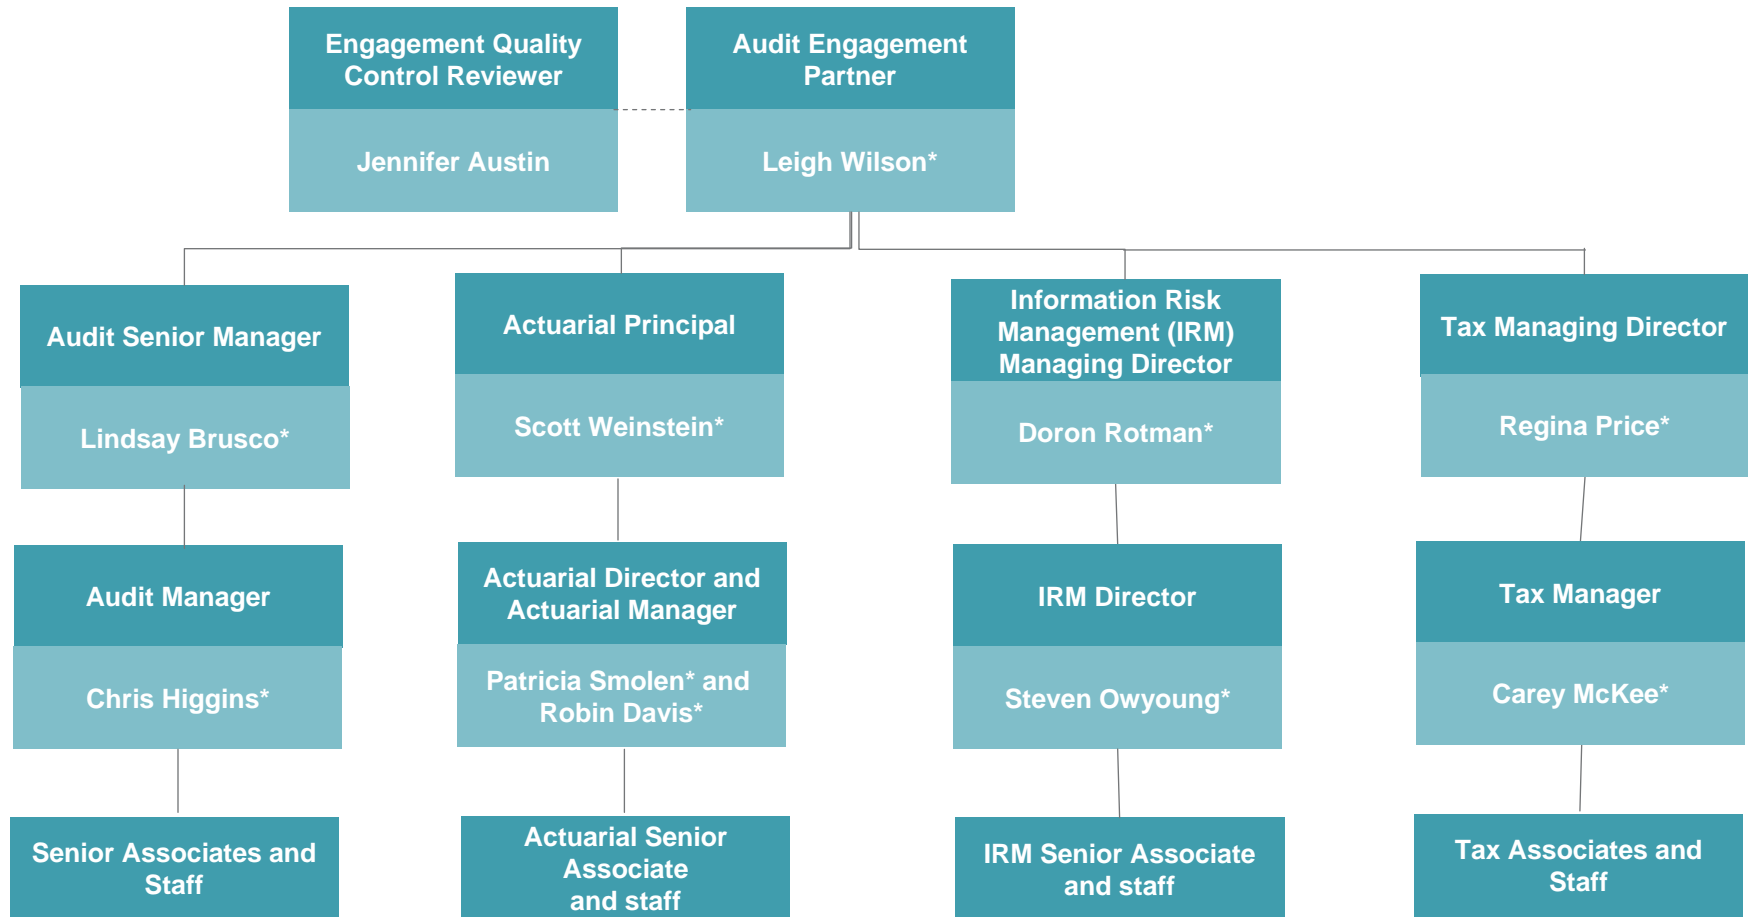 Engagement Quality
Control Reviewer
Jennifer Austin
Audit Engagement
Partner
Leigh Wilson*
Audit Senior Manager
Lindsay Brusco*
Actuarial Principal
Scott Weinstein*
Information Risk
Management (IRM)
Managing Director
Doron Rotman*
Tax Managing Director
Regina Price*
Audit Manager
Chris Higgins*
Actuarial Director and
Actuarial Manager
Patricia Smolen* and
Robin Davis*
IRM Director
Steven Owyoung*
Tax Manager
Carey McKee*
Senior Associates and
Staff
Actuarial Senior
Associate
and staff
IRM Senior Associate
and staff
Tax Associates and
Staff